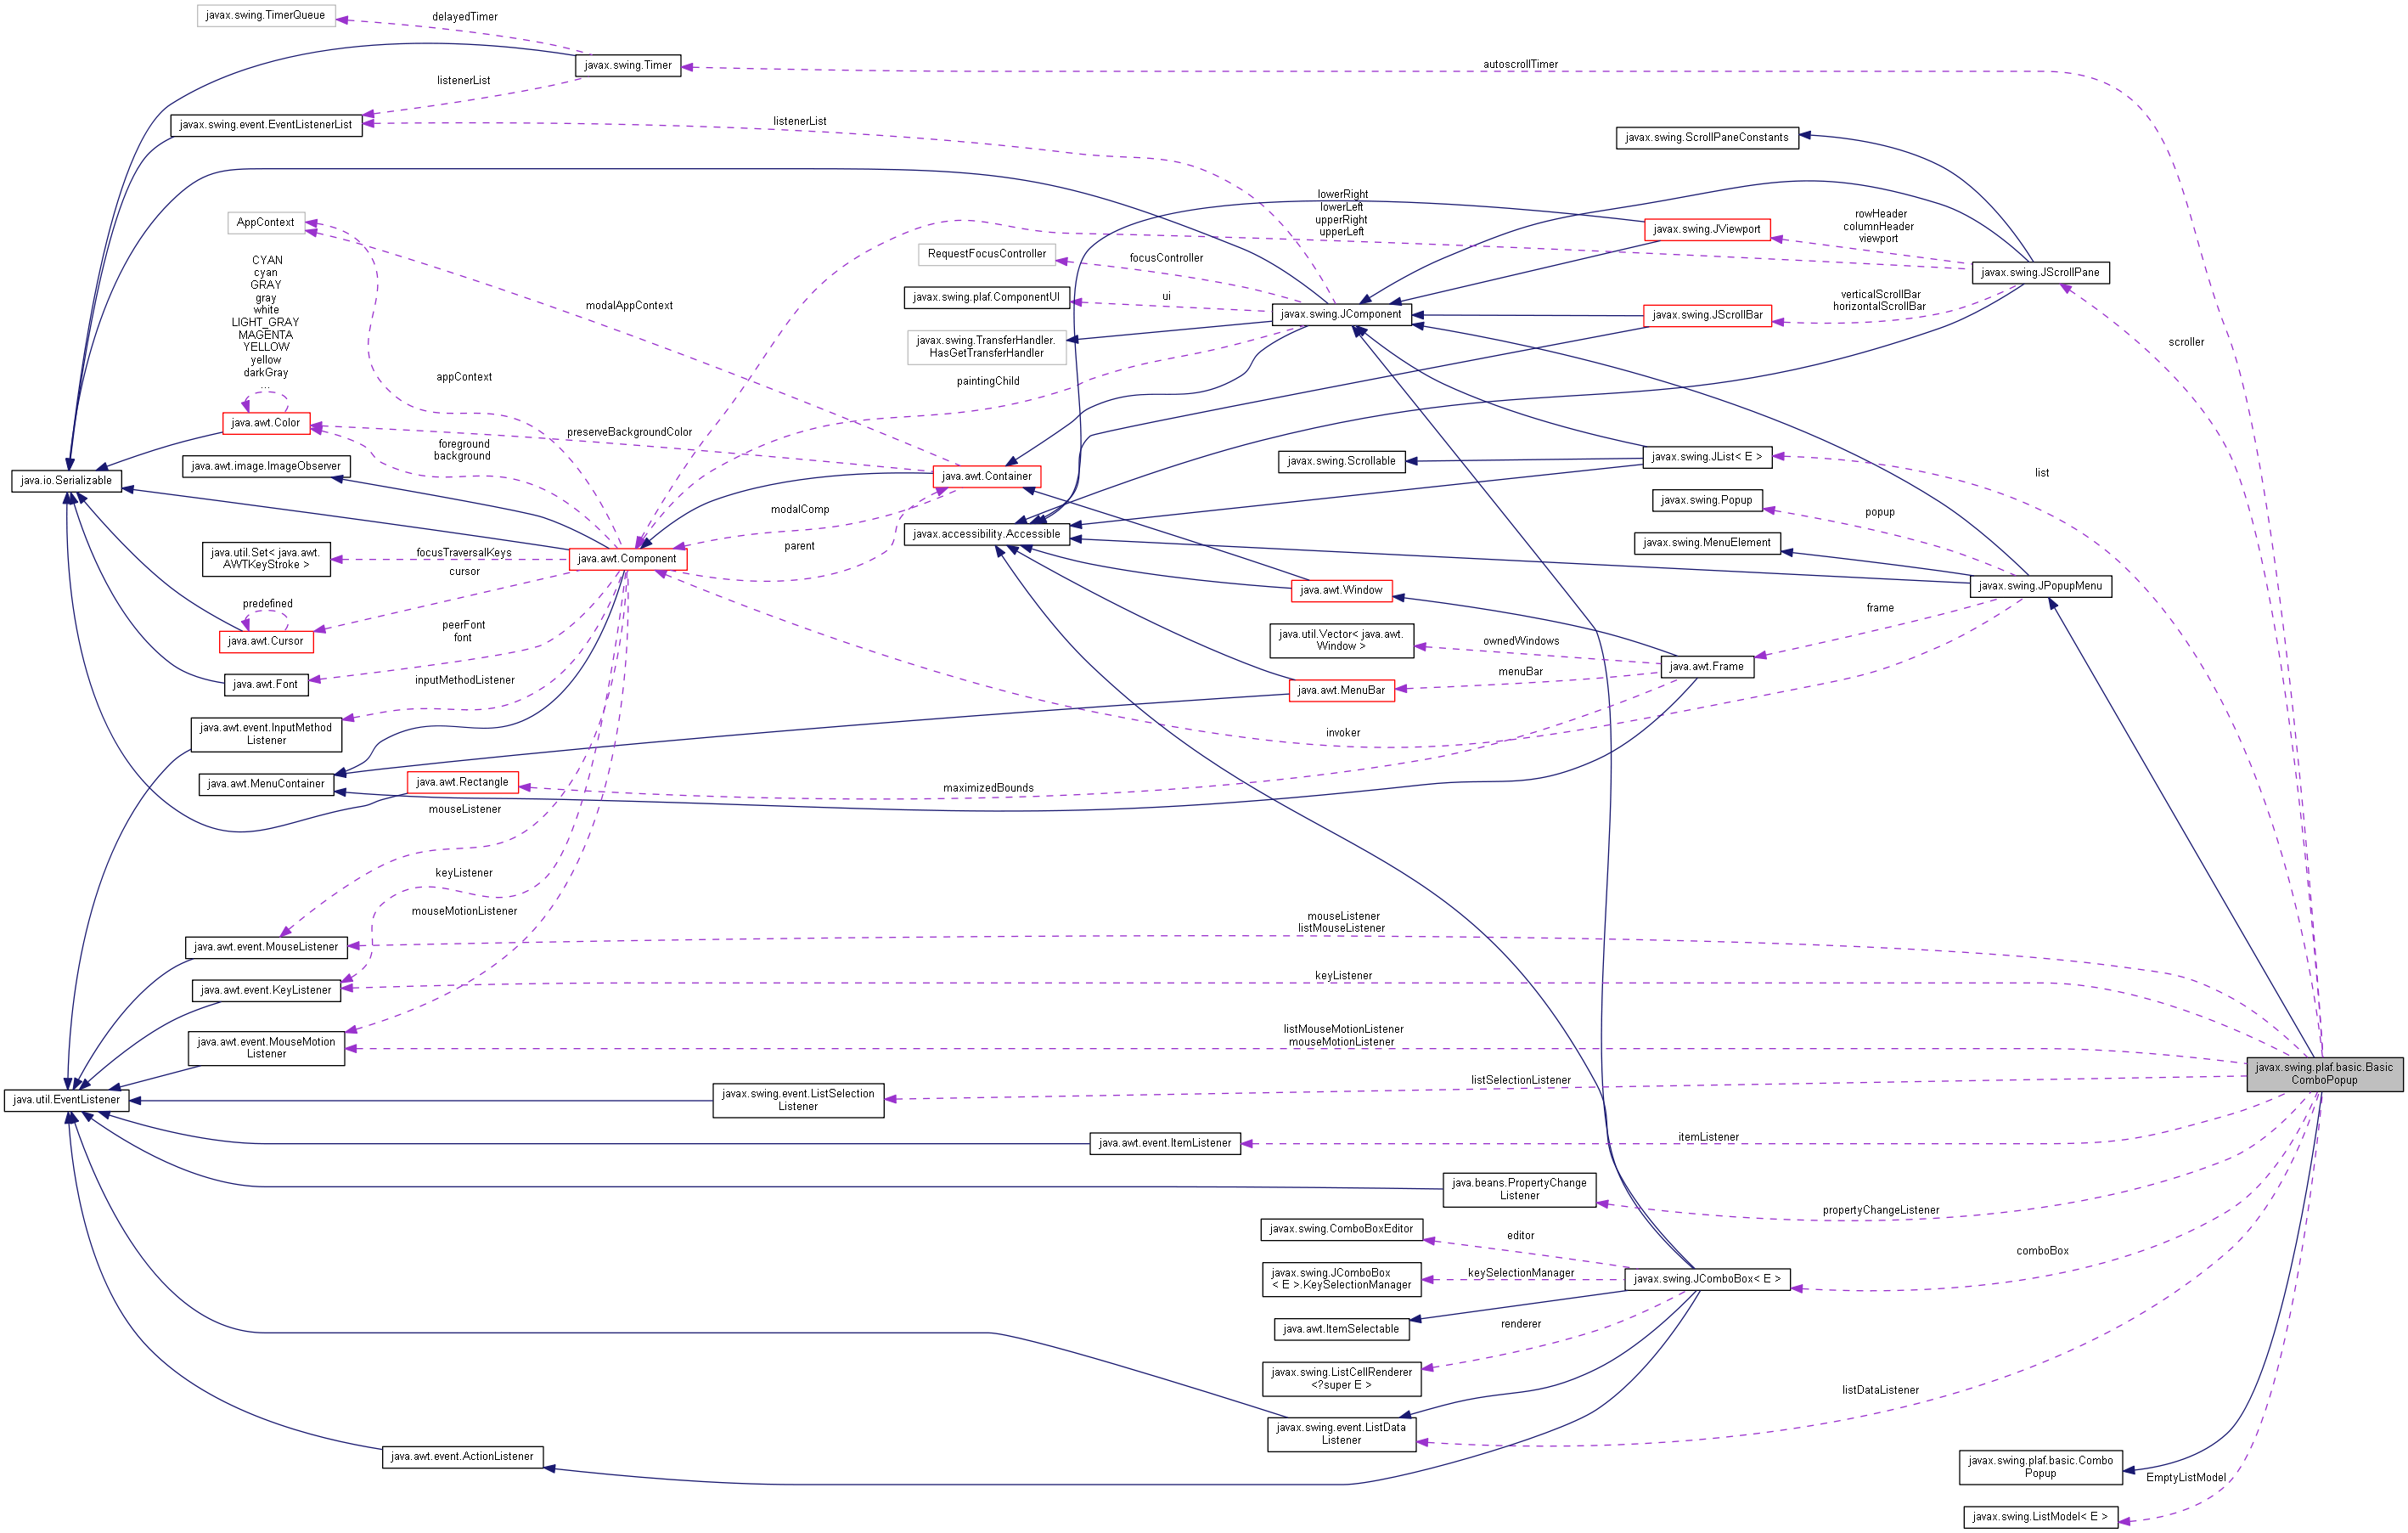 javax.swing.TimerQueue
delayedTimer
javax.swing.Timer
autoscrollTimer
listenerList
javax.swing.event.EventListenerList
listenerList
javax.swing.ScrollPaneConstants
lowerRight
lowerLeft
upperRight
upperLeft
AppContext
javax.swing.JViewport
rowHeader
columnHeader
viewport
RequestFocusController
focusController
javax.swing.JScrollPane
CYAN
cyan
GRAY
gray
white
LIGHT_GRAY
MAGENTA
YELLOW
yellow
darkGray
...
modalAppContext
javax.swing.plaf.ComponentUI
ui
javax.swing.JComponent
javax.swing.JScrollBar
verticalScrollBar
horizontalScrollBar
javax.swing.TransferHandler.
HasGetTransferHandler
scroller
appContext
paintingChild
java.awt.Color
preserveBackgroundColor
foreground
background
java.io.Serializable
java.awt.image.ImageObserver
java.awt.Container
javax.swing.Scrollable
javax.swing.JList< E >
list
javax.swing.Popup
popup
modalComp
javax.accessibility.Accessible
javax.swing.MenuElement
parent
java.util.Set< java.awt.
AWTKeyStroke >
focusTraversalKeys
java.awt.Component
cursor
java.awt.Window
javax.swing.JPopupMenu
predefined
java.awt.Cursor
peerFont
font
frame
java.util.Vector< java.awt.
Window >
ownedWindows
java.awt.Frame
menuBar
java.awt.Font
inputMethodListener
java.awt.MenuBar
java.awt.event.InputMethod
Listener
invoker
java.awt.MenuContainer
java.awt.Rectangle
maximizedBounds
mouseListener
keyListener
mouseMotionListener
mouseListener
listMouseListener
java.awt.event.MouseListener
keyListener
java.awt.event.KeyListener
listMouseMotionListener
mouseMotionListener
java.awt.event.MouseMotion
Listener
javax.swing.plaf.basic.Basic
ComboPopup
java.util.EventListener
javax.swing.event.ListSelection
Listener
listSelectionListener
java.awt.event.ItemListener
itemListener
java.beans.PropertyChange
Listener
propertyChangeListener
javax.swing.ComboBoxEditor
editor
comboBox
javax.swing.JComboBox
< E >.KeySelectionManager
keySelectionManager
javax.swing.JComboBox< E >
java.awt.ItemSelectable
renderer
javax.swing.ListCellRenderer
<?super E >
listDataListener
javax.swing.event.ListData
Listener
java.awt.event.ActionListener
javax.swing.plaf.basic.Combo
Popup
EmptyListModel
javax.swing.ListModel< E >